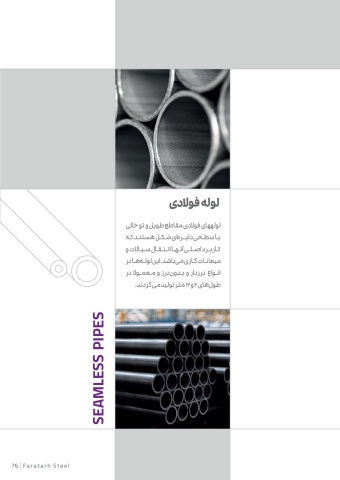 لوله فولادی
لوله‌های فولادی مقاطع طویل و تو خالی
با سطحی دایره‌ای شکل هستند که
کاربرد اصلی آنها انتقال سیالات و
میعانات گازی می‌باشد. این لوله‌ها در
انواع درزدار و بدون درز و معمولا در
طول‌های ۶ و ۱۲ متر تولید می گردند.
SEAMLESS PIPES
76 | Faratarh Steel